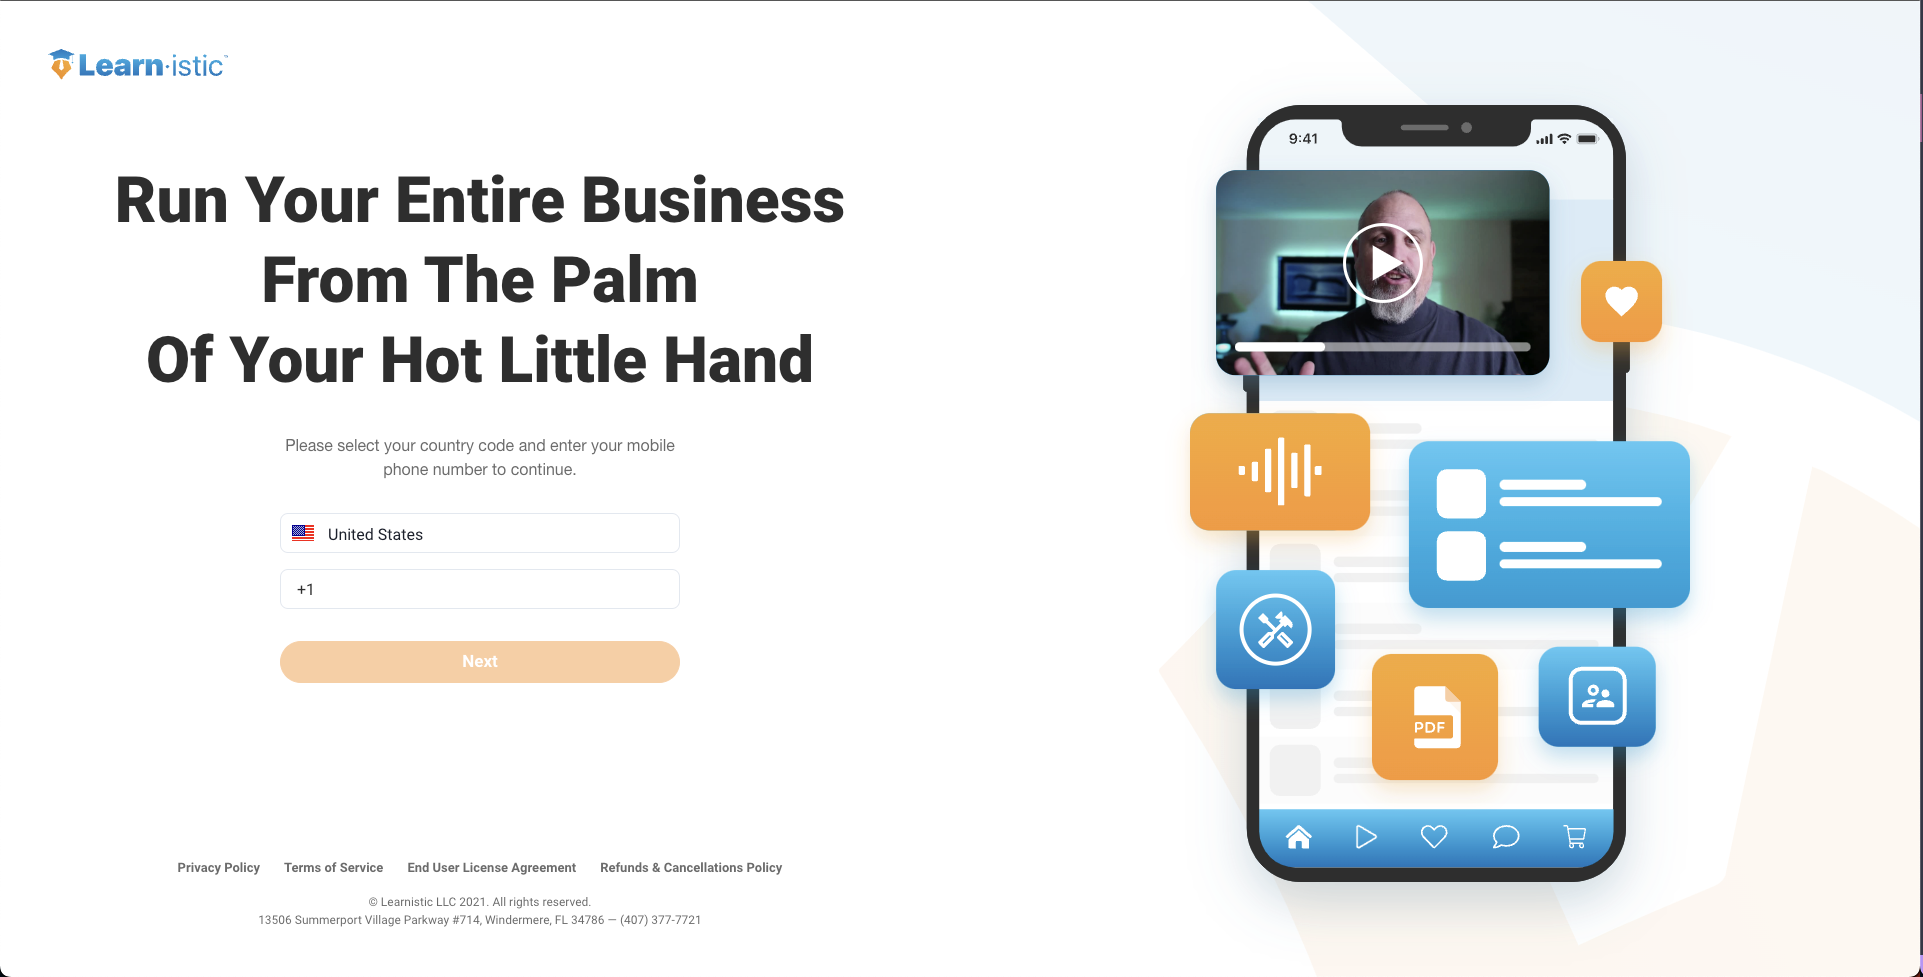 Learn·istic™
Run Your Entire Business
From The Palm
Of Your Hot Little Hand
Please select your country code and enter your mobile
phone number to continue.
United States
+1
Next
Privacy Policy
Terms of Service
End User License Agreement
Refunds & Cancellations Policy
© Learnistic LLC 2021. All rights reserved.
13506 Summerport Village Parkway #714, Windermere, FL 34786 — (407) 377-7721
9:41
PDF